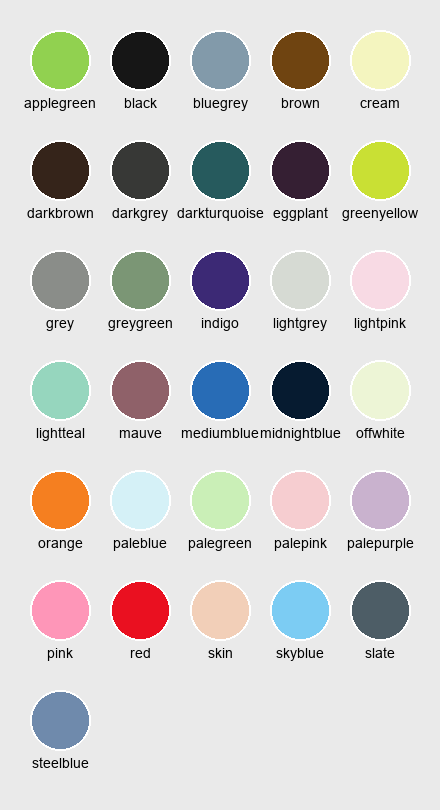 applegreen black bluegrey brown cream
darkbrown darkgrey darkturquoise eggplant greenyellow
grey greygreen indigo lightgrey lightpink
lightteal mauve mediumblue midnightblue offwhite
orange paleblue palegreen palepink palepurple
pink red skin skyblue slate
steelblue